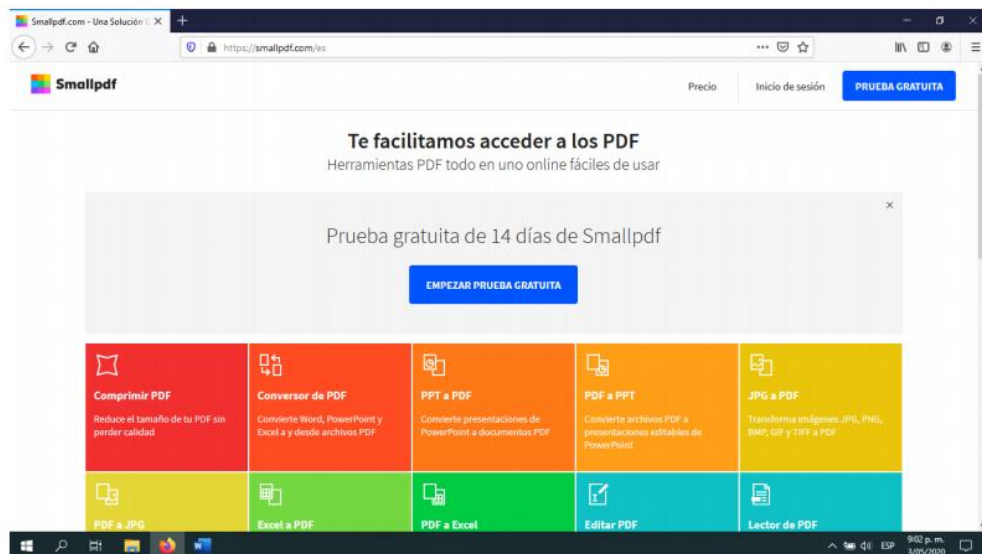 Smallpdf.com - Una Solución
https://smallpdf.com/es
Smallpdf
Precio
Inicio de sesión
PRUEBA GRATUITA
Te facilitamos acceder a los PDF
Herramientas PDF todo en uno online fáciles de usar
Prueba gratuita de 14 días de Smallpdf
EMPEZAR PRUEBA GRATUITA
Comprimir PDF
Reduce el tamaño de tu PDF sin
perder calidad
Conversor de PDF
Convierte Word, PowerPoint y
Excel a y desde archivos PDF
PPT a PDF
Convierte presentaciones de
PowerPoint a documentos PDF
PDF a PPT
Convierte archivos PDF a
presentaciones editables de
PowerPoint
JPG a PDF
Transforma imágenes JPG, PNG,
BMP, GIF y TIFF a PDF
PDF a JPG
Excel a PDF
PDF a Excel
Editar PDF
Lector de PDF
ESP
9:02 p. m.
3/05/2020